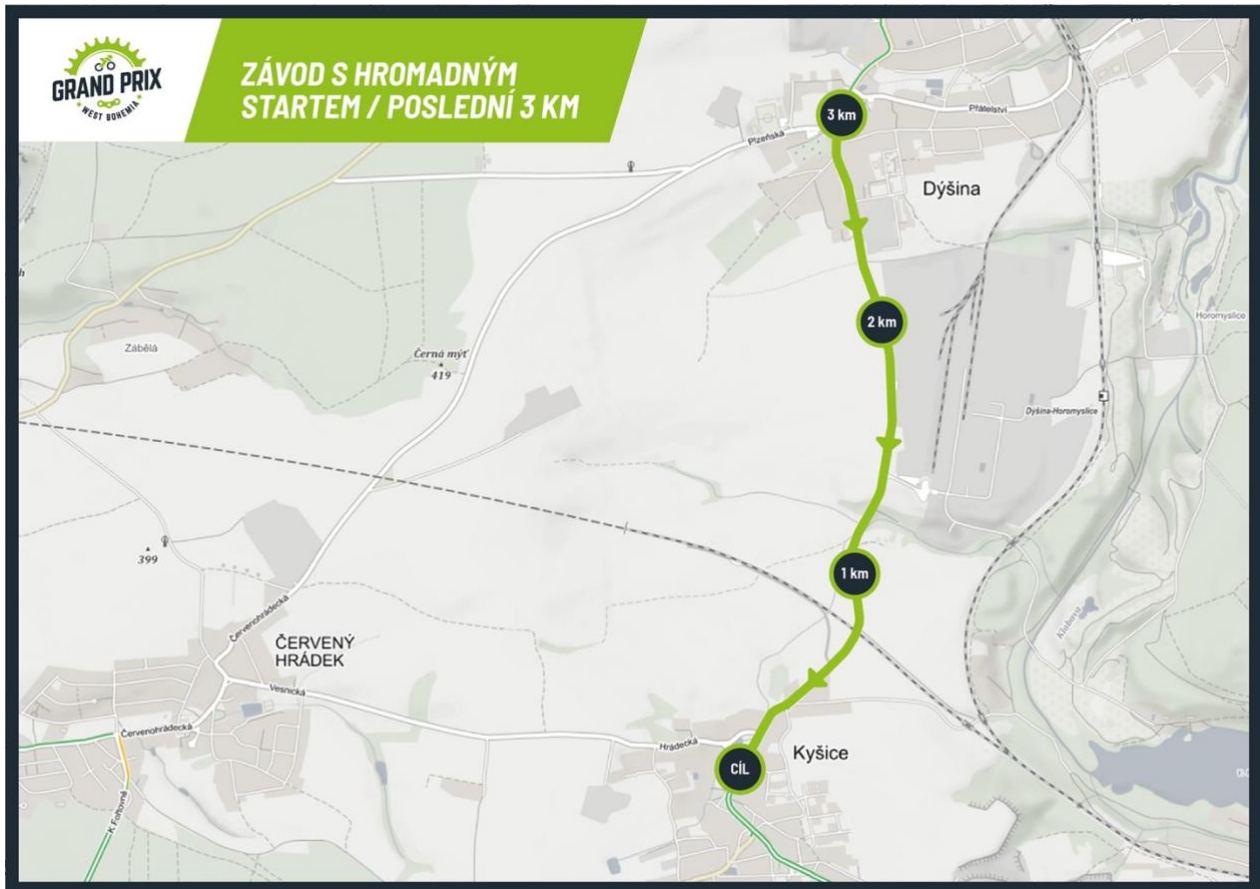 GRAND PRIX
WEST BOHEMIA
ZÁVOD S HROMADNÝM
STARTEM / POSLEDNÍ 3 KM
3 km
Přátelství
Plzeňská
Dýšina
2 km
Horomyslice
Zábělá
Černá mýť
419
Dýšina-Horomyslice
399
1 km
Klabava
Červenohrádecká
ČERVENÝ
HRÁDEK
Vesnická
Červenohrádecká
Hrádecká
Kyšice
CÍL
K Fořtovně